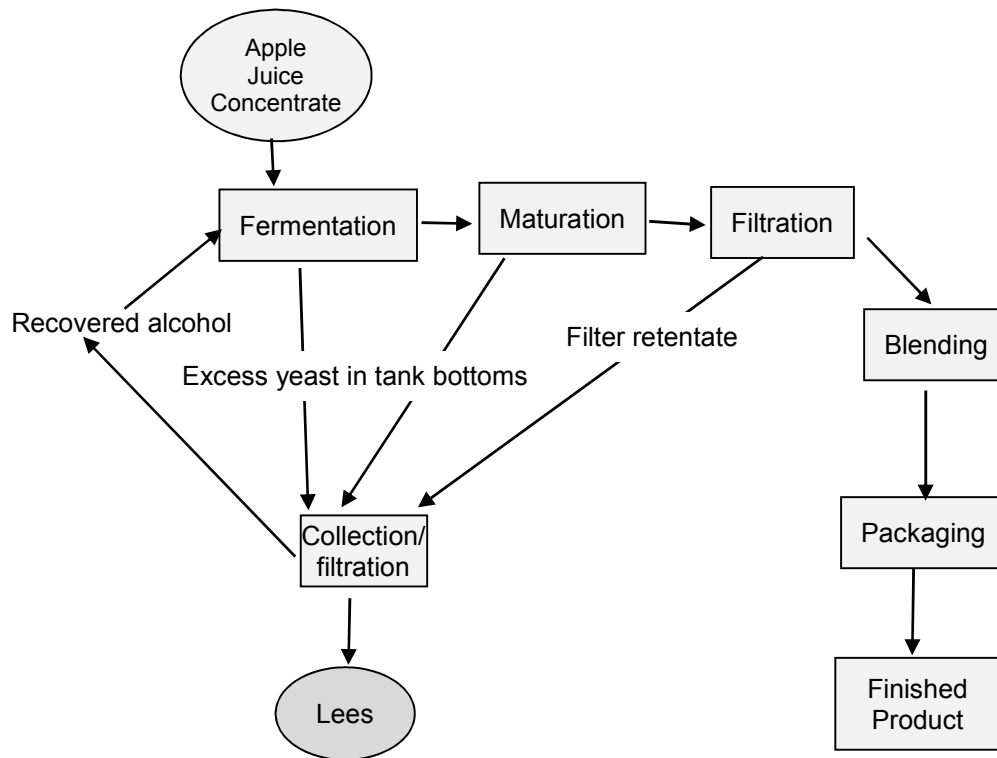 Apple
Juice
Concentrate
Fermentation
Maturation
Filtration
Recovered alcohol
Filter retentate
Blending
Excess yeast in tank bottoms
Collection/
filtration
Packaging
Lees
Finished
Product